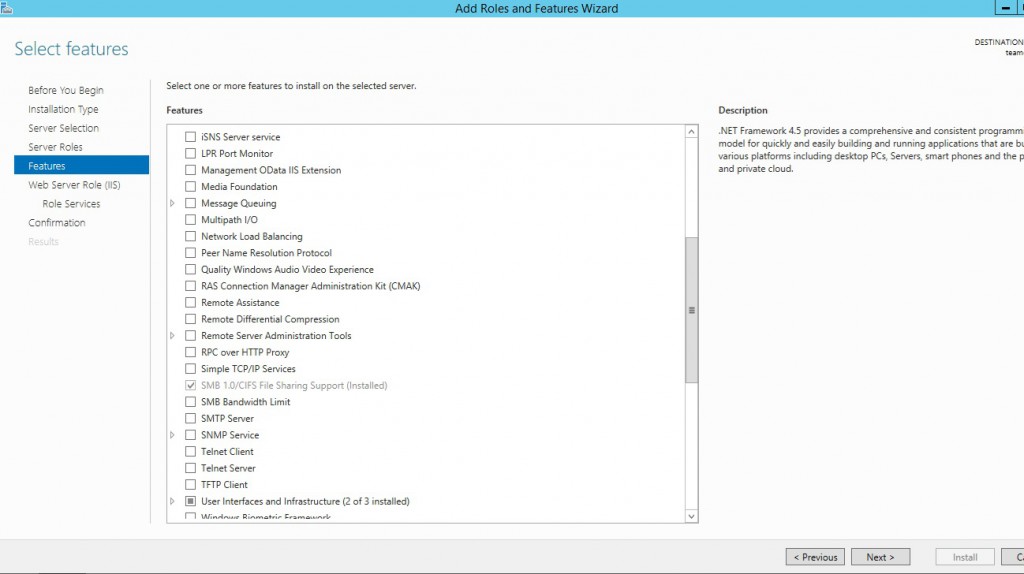 Add Roles and Features Wizard
Select features
DESTINATION
team
Before You Begin
Installation Type
Server Selection
Server Roles
Features
Web Server Role (IIS)
Role Services
Confirmation
Results
Select one or more features to install on the selected server.
Features
iSNS Server service
LPR Port Monitor
Management OData IIS Extension
Media Foundation
Message Queuing
Multipath I/O
Network Load Balancing
Peer Name Resolution Protocol
Quality Windows Audio Video Experience
RAS Connection Manager Administration Kit (CMAK)
Remote Assistance
Remote Differential Compression
Remote Server Administration Tools
RPC over HTTP Proxy
Simple TCP/IP Services
SMB 1.0/CIFS File Sharing Support (Installed)
SMB Bandwidth Limit
SMTP Server
SNMP Service
Telnet Client
Telnet Server
TFTP Client
User Interfaces and Infrastructure (2 of 3 installed)
Windows Biometric Framework
Description
.NET Framework 4.5 provides a comprehensive and consistent programm
model for quickly and easily building and running applications that are bu
various platforms including desktop PCs, Servers, smart phones and the p
and private cloud.
< Previous
Next >
Install
C